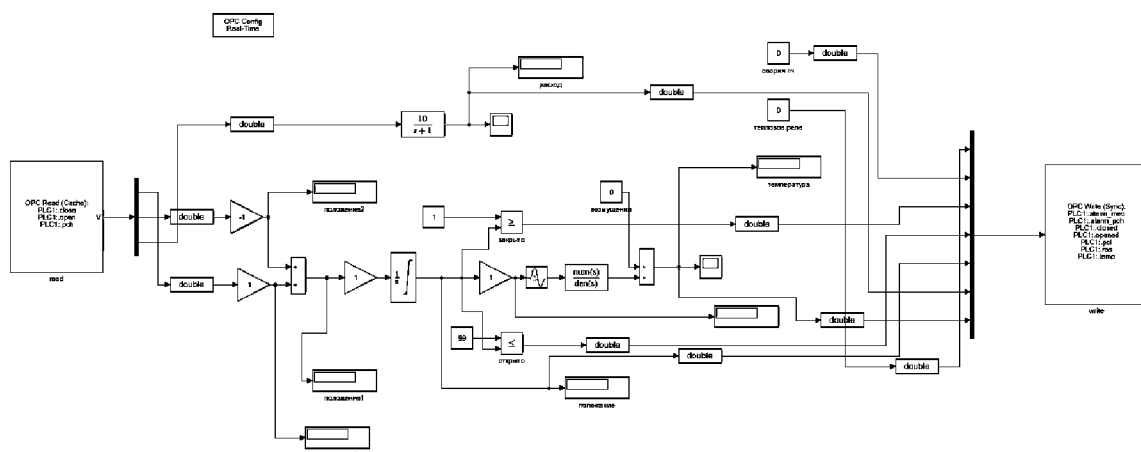 OPC Config
Real-Time
0
double
авария пч
расход
double
0
тепловое реле
double
10
s+1
double
температура
OPC Read (Cache):
PLC1:.close
PLC1:.open
PLC1:.pch
V
read
double
-1
положение2
0
возмущение
1
≥
закрыто
double
OPC Write (Sync):
PLC1:.alarm_meo
PLC1:.alarm_pch
PLC1:.closed
PLC1:.opened
PLC1:.pol
PLC1:.ras
PLC1:.temp
write
double
1
1
1
s
1
num(s)
den(s)
double
99
≤
открыто
double
double
double
положение1
положение